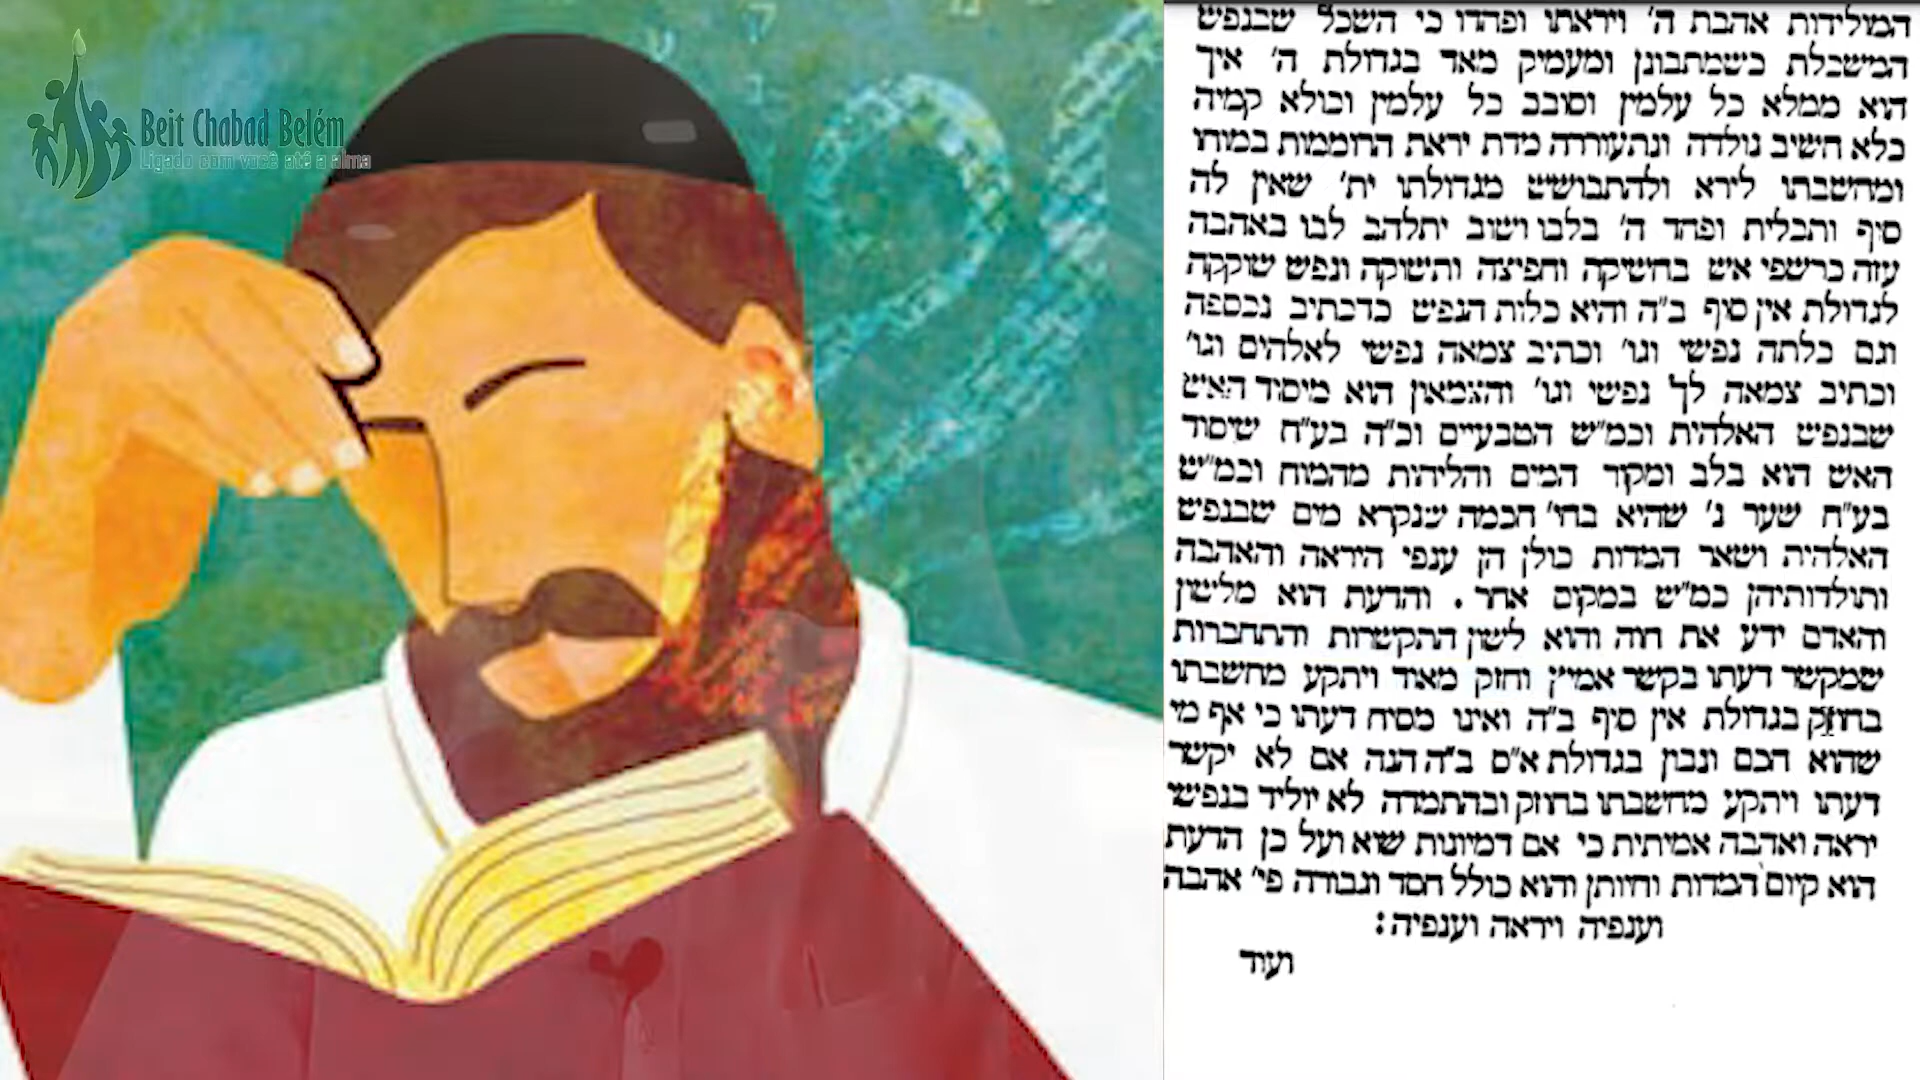 Beit Chabad Belém
Ligado com você até a alma
המולידות אהבת ה' ויראתו ופחדו כי השכל שבנפש
המשכלת כשמתבונן ומעמיק מאד בגדולת ה' איך
הוא ממלא כל עלמין וסובב כל עלמין וכולא קמיה
כלא חשיב נולדה ונתעוררה מדת יראת הרוממות במוחו
ומחשבתו לירא ולהתבושש מגדולתו ית' שאין לה
סוף ותכלית ופחד ה' בלבו ושוב יתלהב לבו באהבה
עזה כרשפי אש בחשיקה וחפיצה ותשוקה ונפש שוקקה
לגדולת אין סוף ב"ה והיא כלות הנפש כדכתיב נכספה
וגם כלתה נפשי וגו' וכתיב צמאה נפשי לאלהים וגו'
וכתיב צמאה לך נפשי וגו' והצמאון הוא מיסוד האש
שבנפש האלהית וכמ"ש הטבעיים וכ"ה בע"ח שיסוד
האש הוא בלב ומקור המים והליחות מהמוח וכמ"ש
בע"ח שער נ' שהיא בחי' חכמה שנקרא מים שבנפש
האלהית ושאר המדות כולן הן ענפי היראה והאהבה
ותולדותיהן כמ"ש במקום אחר. והדעת הוא מלשון
והאדם ידע את חוה והוא לשון התקשרות והתחברות
שמקשר דעתו בקשר אמיץ וחזק מאוד ויתקע מחשבתו
בחוזק בגדולת אין סוף ב"ה ואינו מסיח דעתו כי אף מי
שהוא חכם ונבון בגדולת א"ס ב"ה הנה אם לא יקשר
דעתו ויתקע מחשבתו בחוזק ובהתמדה לא יוליד בנפשו
יראה ואהבה אמיתית כי אם דמיונות שוא ועל כן הדעת
הוא קיום המדות וחיותן והוא כולל חסד וגבורה פי' אהבה
וענפיה ויראה וענפיה:
ועוד